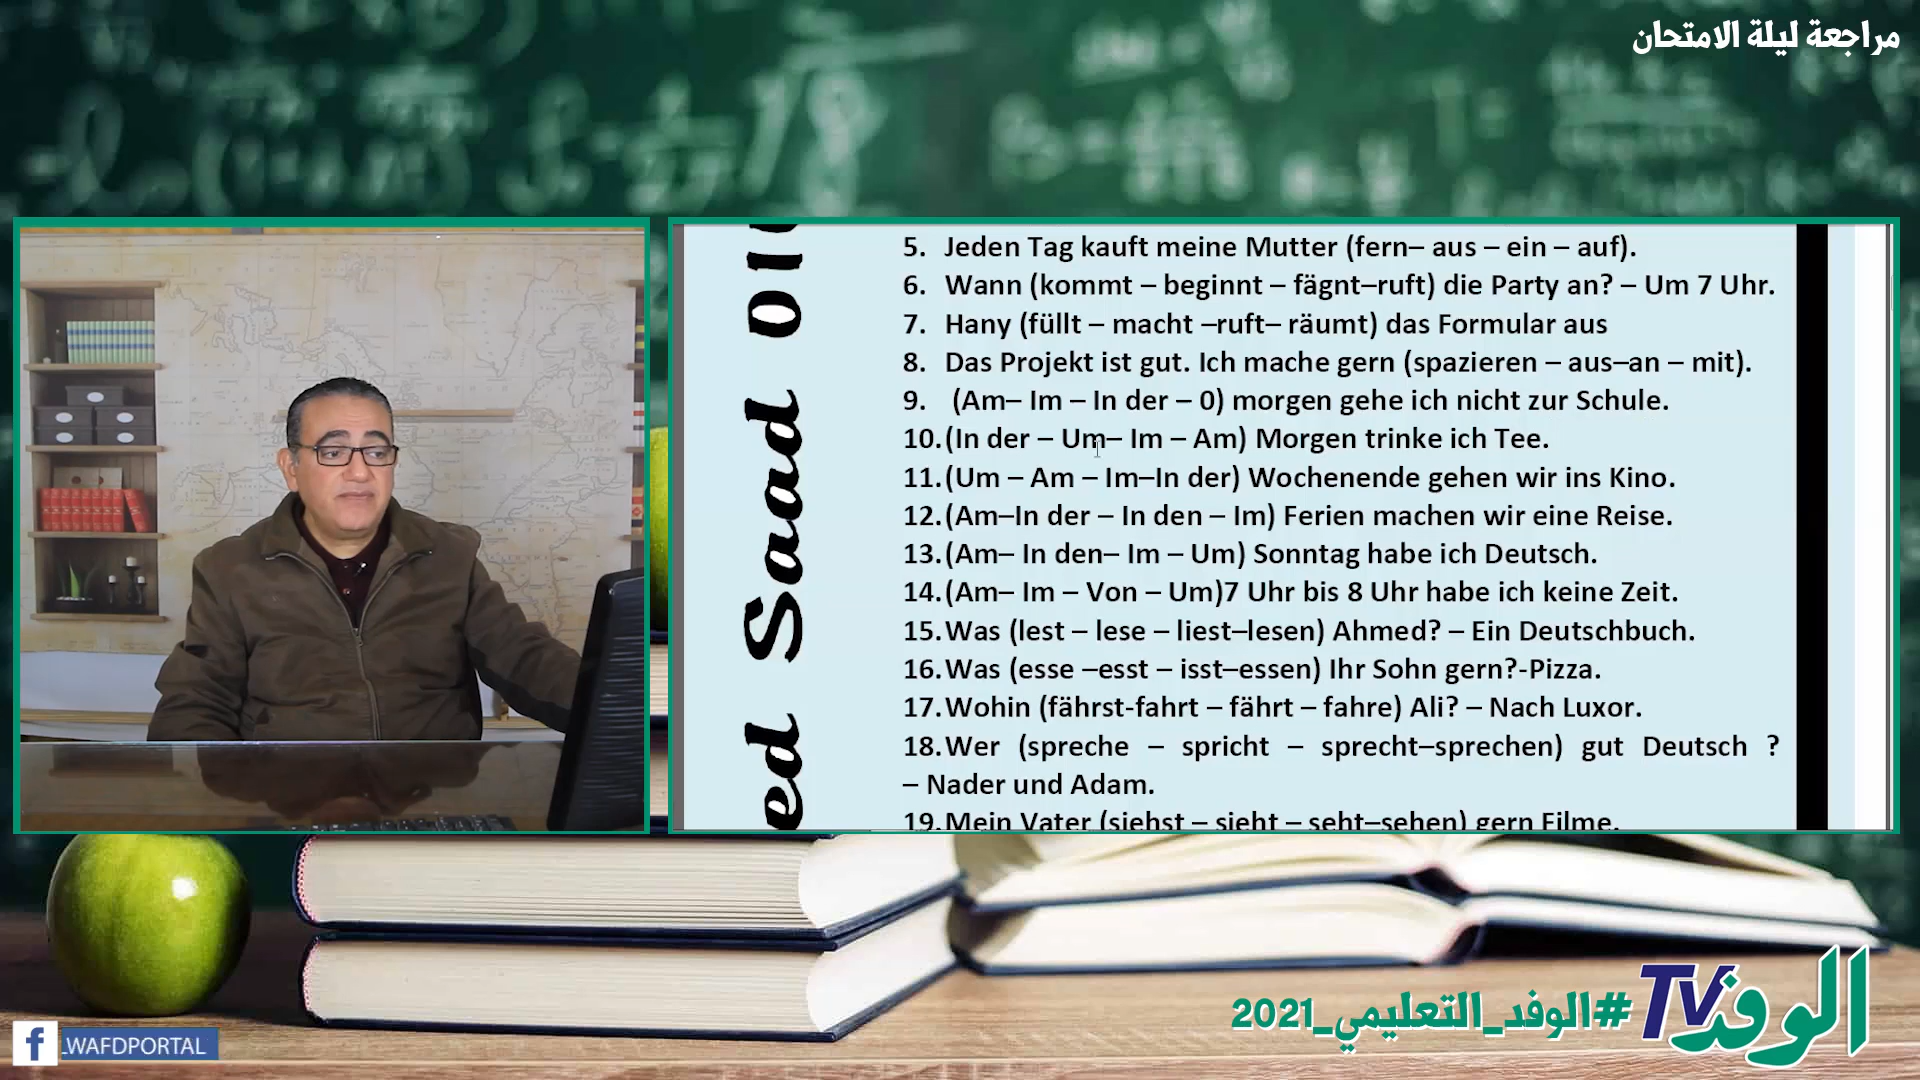 مراجعة ليلة الامتحان
5. Jeden Tag kauft meine Mutter (fern– aus – ein – auf).
6. Wann (kommt – beginnt – fägnt–ruft) die Party an? – Um 7 Uhr.
7. Hany (füllt – macht –ruft– räumt) das Formular aus
8. Das Projekt ist gut. Ich mache gern (spazieren – aus–an – mit).
9. (Am– Im – In der – 0) morgen gehe ich nicht zur Schule.
10.(In der – Um– Im – Am) Morgen trinke ich Tee.
11.(Um – Am – Im–In der) Wochenende gehen wir ins Kino.
12.(Am–In der – In den – Im) Ferien machen wir eine Reise.
13.(Am– In den– Im – Um) Sonntag habe ich Deutsch.
14.(Am– Im – Von – Um)7 Uhr bis 8 Uhr habe ich keine Zeit.
15.Was (lest – lese – liest–lesen) Ahmed? – Ein Deutschbuch.
16.Was (esse –esst – isst–essen) Ihr Sohn gern?-Pizza.
17.Wohin (fährst-fahrt – fährt – fahre) Ali? – Nach Luxor.
18.Wer (spreche – spricht – sprecht–sprechen) gut Deutsch ?
– Nader und Adam.
19.Mein Vater (siehst – sieht – seht–sehen) gern Filme.
ed Saad 01
#الوفد_التعليمي_2021
الوفد TV
f LWAFDPORTAL